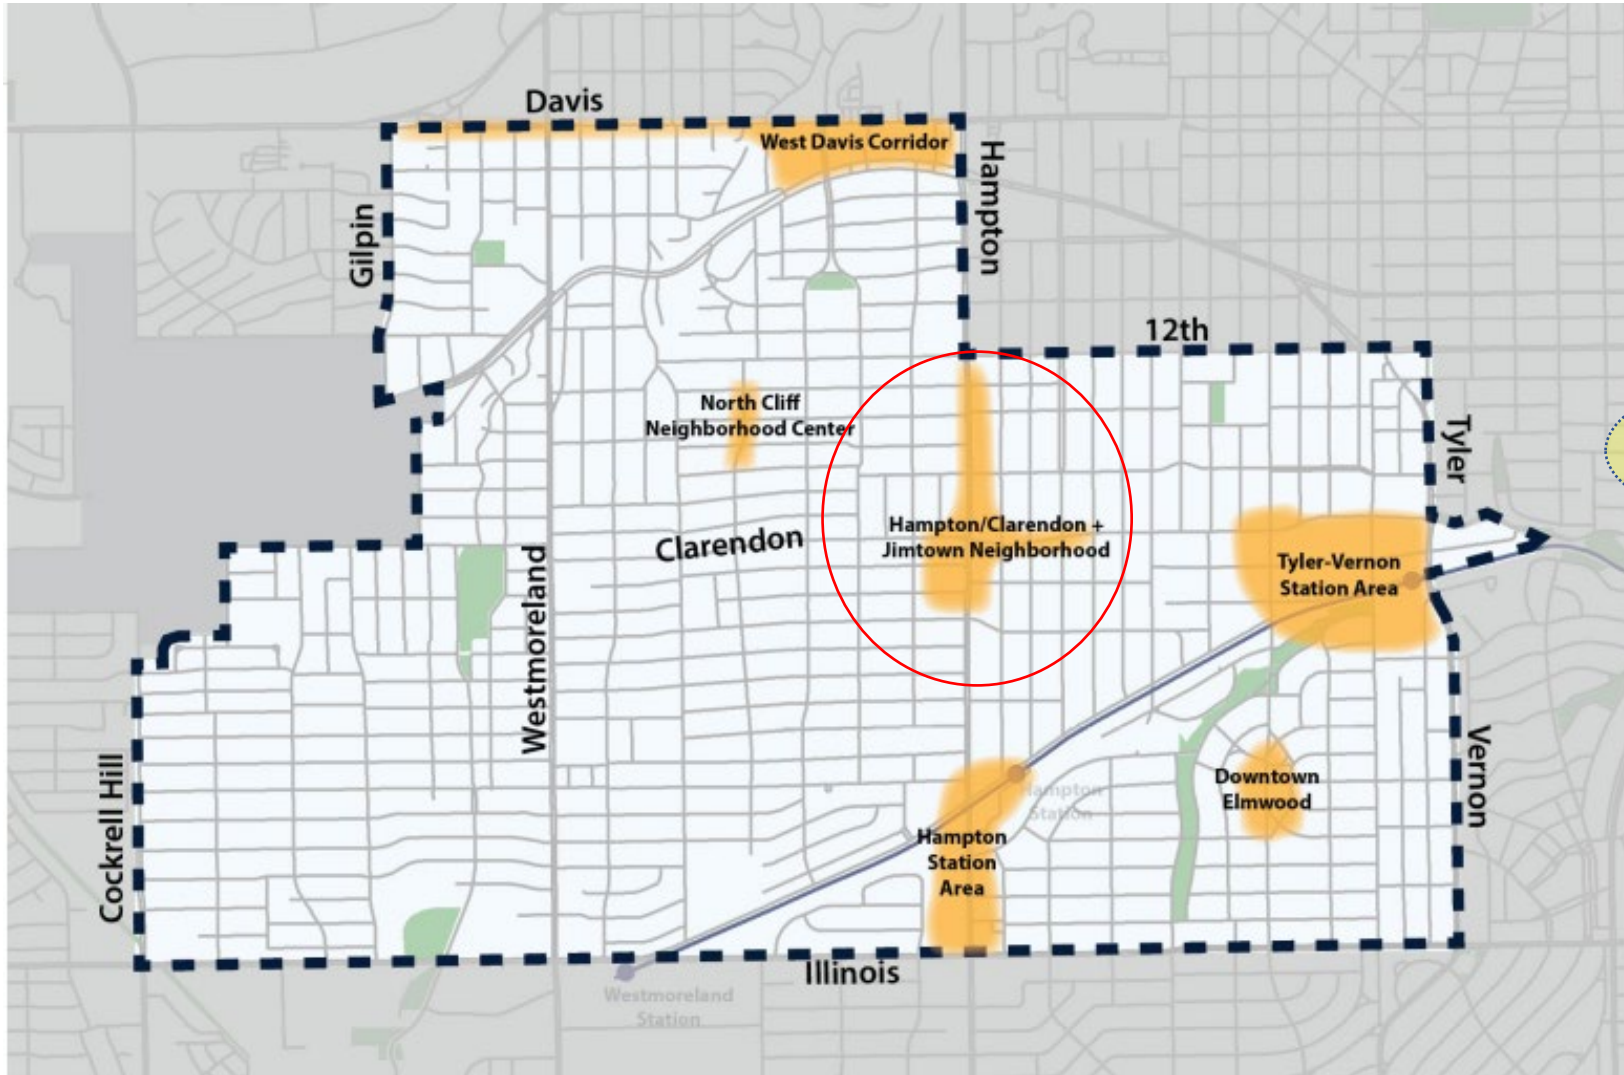 Davis
West Davis Corridor
Hampton
Gilpin
12th
North Cliff
Neighborhood Center
Tyler
Hampton/Clarendon +
Jimtown Neighborhood
Clarendon
Tyler-Vernon
Station Area
Westmoreland
Vernon
Downtown
Elmwood
Hampton
Station
Cockrell Hill
Hampton
Station
Area
Illinois
Westmoreland
Station